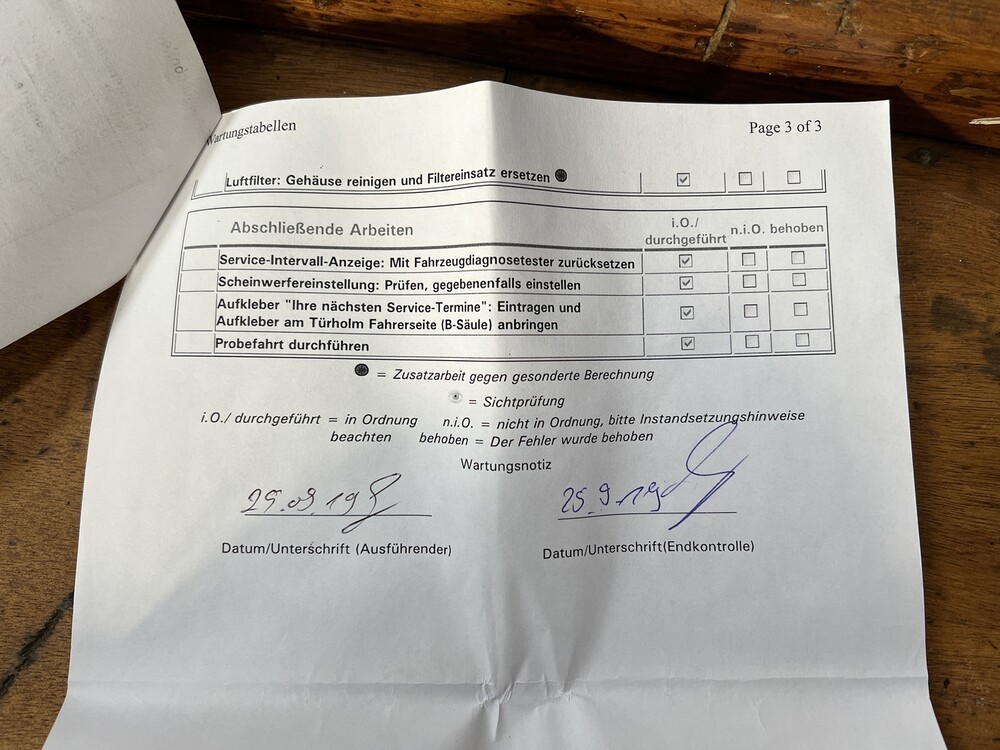 Wartungstabellen
Page 3 of 3
Luftfilter: Gehäuse reinigen und Filtereinsatz ersetzen
Abschließende Arbeiten
i.O./
durchgeführt
n.i.O. behoben
Service-Intervall-Anzeige: Mit Fahrzeugdiagnosetester zurücksetzen
Scheinwerfereinstellung: Prüfen, gegebenenfalls einstellen
Aufkleber "Ihre nächsten Service-Termine": Eintragen und
Aufkleber am Türholm Fahrerseite (B-Säule) anbringen
Probefahrt durchführen
= Zusatzarbeit gegen gesonderte Berechnung
= Sichtprüfung
i.O./ durchgeführt = in Ordnung n.i.O. = nicht in Ordnung, bitte Instandsetzungshinweise
beachten behoben = Der Fehler wurde behoben
Wartungsnotiz
25.9.19
Datum/Unterschrift (Ausführender)
Datum/Unterschrift(Endkontrolle)